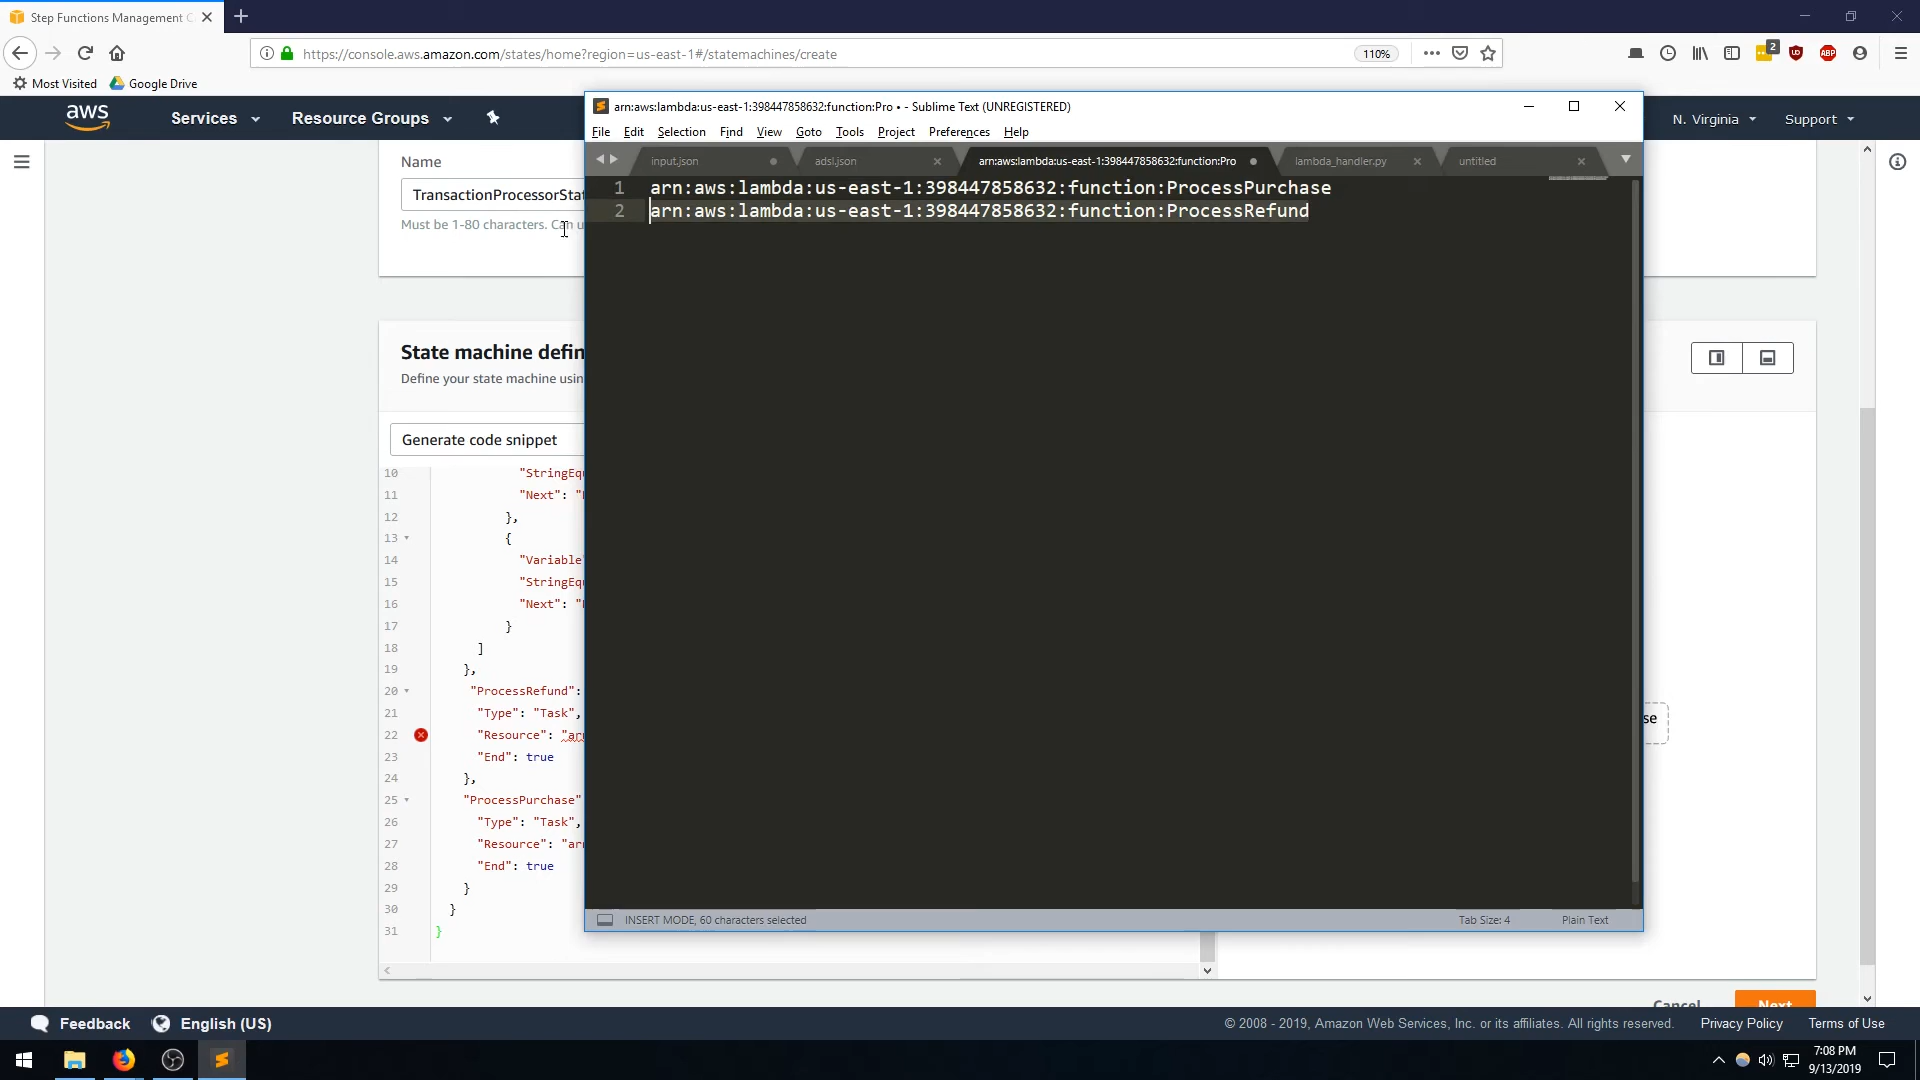 Step Functions Management C
https://console.aws.amazon.com/states/home?region=us-east-1#/statemachines/create
110%
2
Most Visited
Google Drive
aws
Services
Resource Groups
N. Virginia
Support
Name
TransactionProcessorStat
Must be 1-80 characters. Can u
State machine defin
Define your state machine usin
Generate code snippet
10 "StringEqu
11 "Next": "
12 },
13 {
14 "Variable"
15 "StringEqu
16 "Next": "
17 }
18 ]
19 },
20 "ProcessRefund":
21 "Type": "Task",
22 "Resource": "arn
23 "End": true
24 },
25 "ProcessPurchase"
26 "Type": "Task",
27 "Resource": "arn
28 "End": true
29 }
30 }
31 }
arn:aws:lambda:us-east-1:398447858632:function:Pro • - Sublime Text (UNREGISTERED)
File Edit Selection Find View Goto Tools Project Preferences Help
input.json
adsl.json
arn:aws:lambda:us-east-1:398447858632:function:Pro
lambda_handler.py
untitled
1 arn:aws:lambda:us-east-1:398447858632:function:ProcessPurchase
2 arn:aws:lambda:us-east-1:398447858632:function:ProcessRefund
INSERT MODE, 60 characters selected
Tab Size: 4
Plain Text
se
Cancel
Next
Feedback
English (US)
© 2008 - 2019, Amazon Web Services, Inc. or its affiliates. All rights reserved.
Privacy Policy
Terms of Use
7:08 PM
9/13/2019